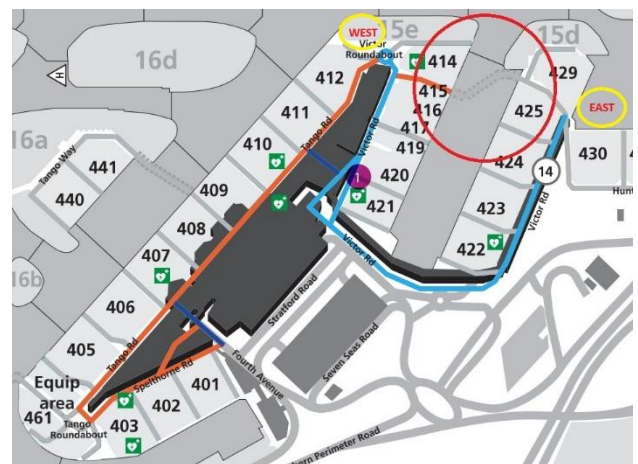 16d
WEST
15e
15d
Victor
Roundabout
H
412
414
429
415
EAST
411
416
425
16a
410
Tango Rd
Victor Rd
417
419
424
430
14
441
Tango Way
440
409
1
420
421
423
Victor Rd
408
Victor Rd
422
407
Stratford Road
16b
406
Seven Seas Road
405
Tango Rd
Fourth Avenue
Spelthorne Rd
401
Equip
area
402
461
403
Tango
Roundabout
ern Perimeter Road